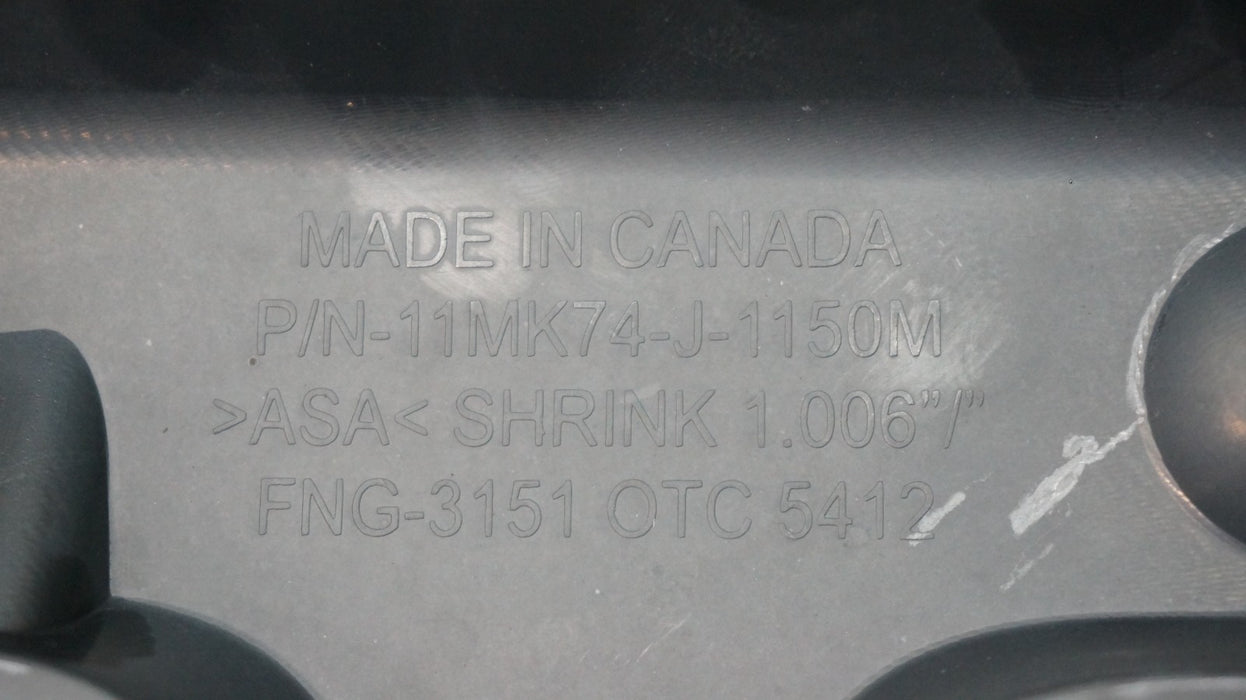 MADE IN CANADA
P/N-11MK74-J-1150M
>ASA< SHRINK 1.006”/”
FNG-3151 OTC 5412